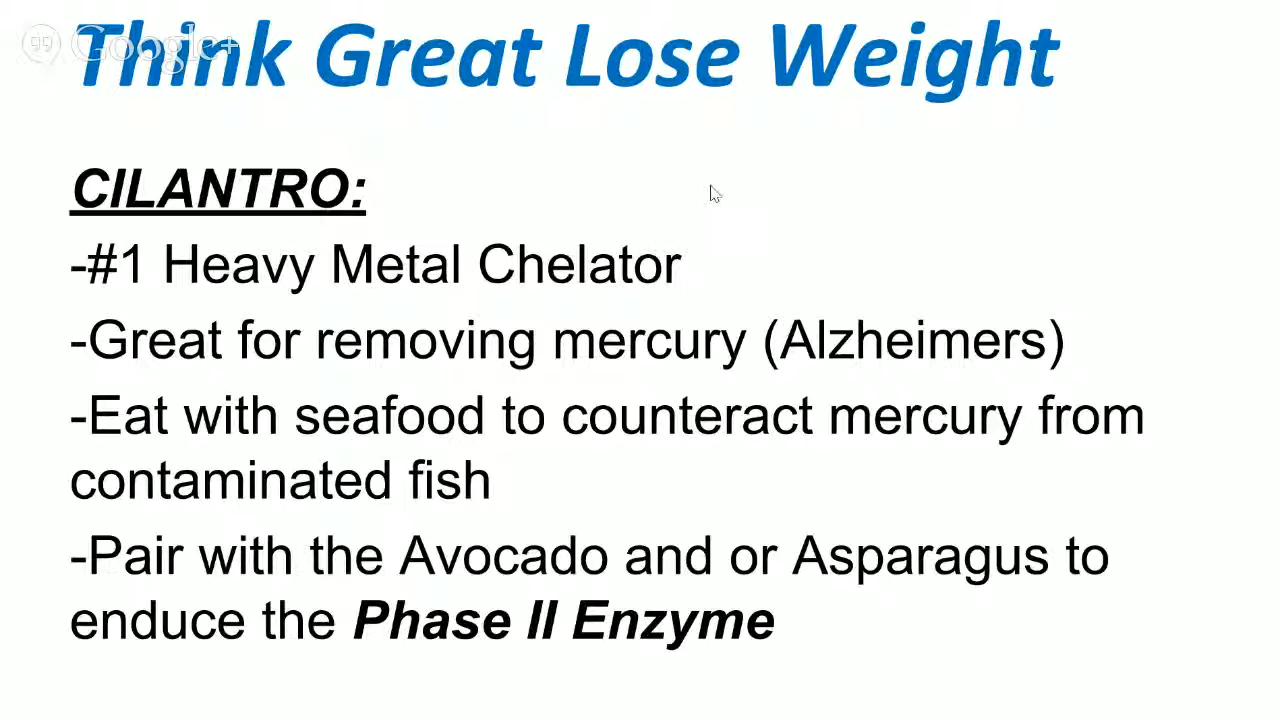 Google+
Think Great Lose Weight
CILANTRO:
-#1 Heavy Metal Chelator
-Great for removing mercury (Alzheimers)
-Eat with seafood to counteract mercury from
contaminated fish
-Pair with the Avocado and or Asparagus to
enduce the Phase II Enzyme